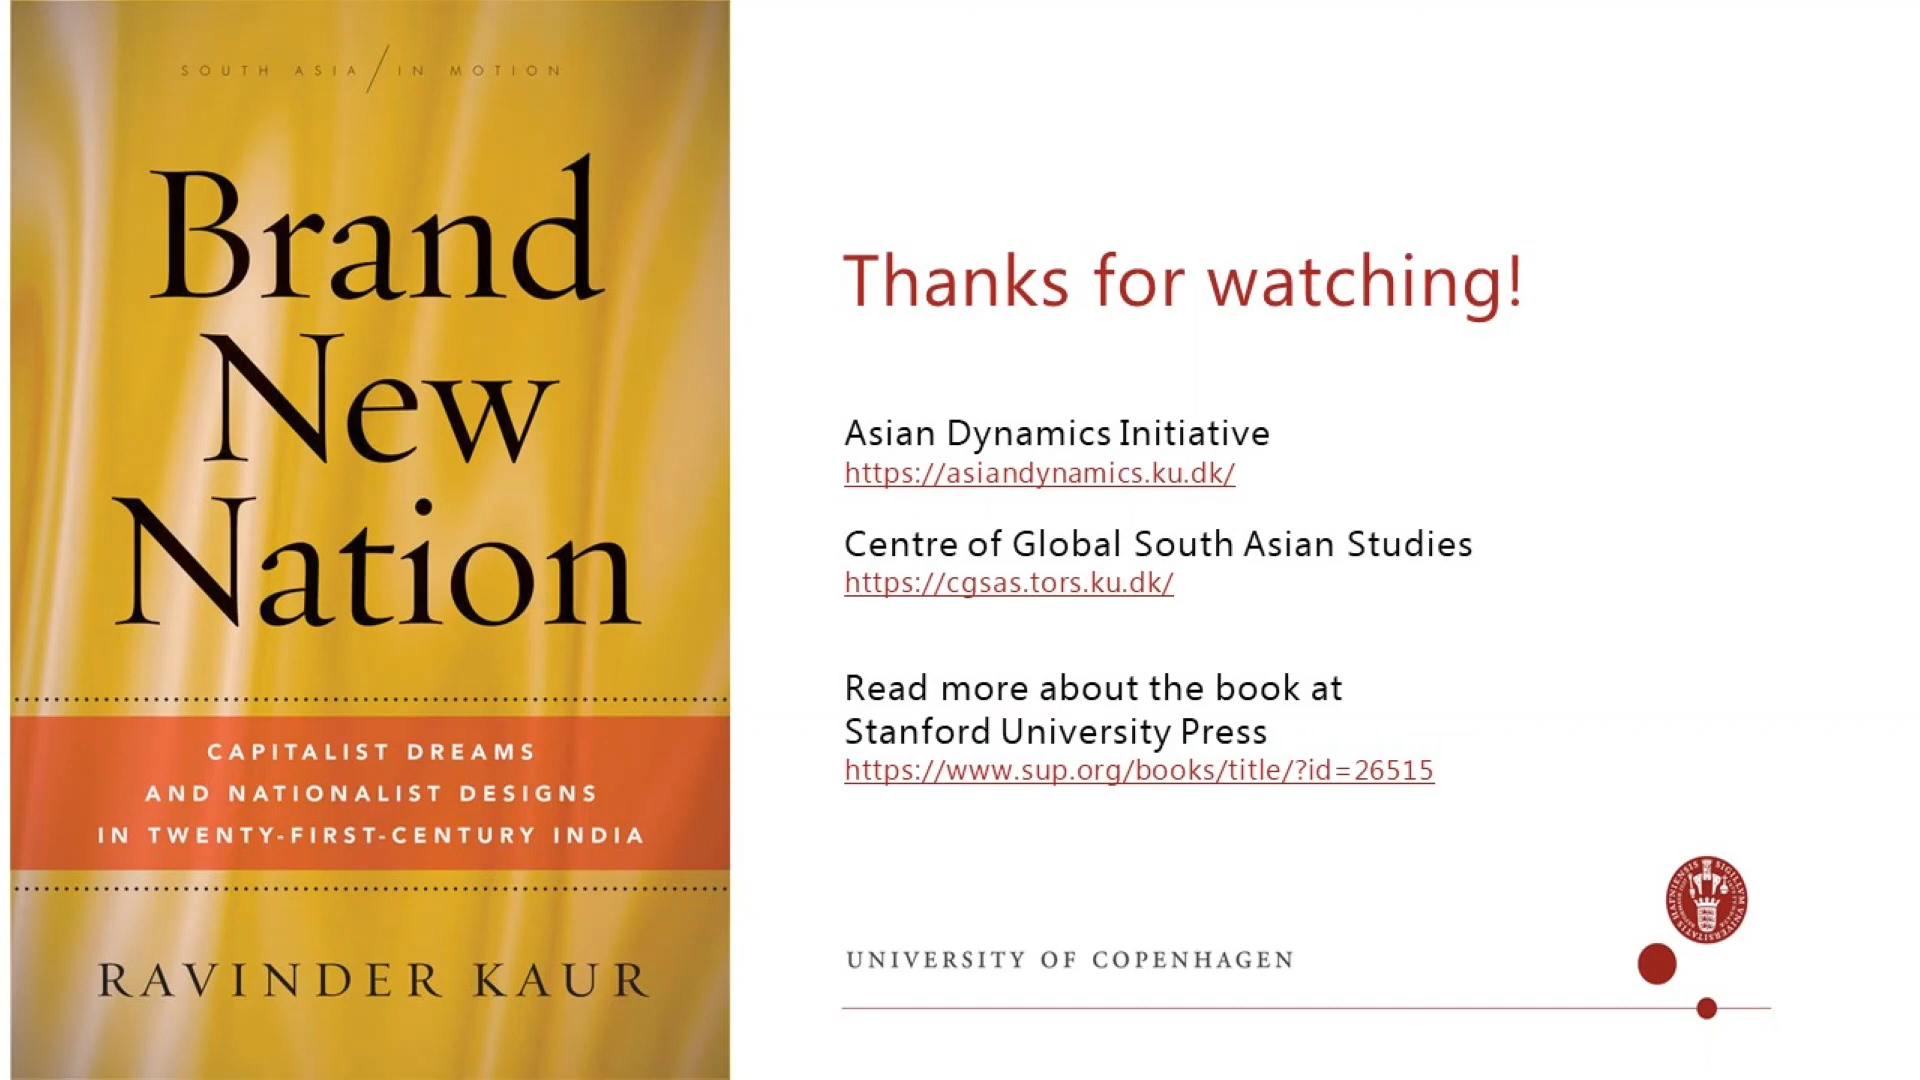 SOUTH ASIA / IN MOTION
Brand
New
Nation
CAPITALIST DREAMS
AND NATIONALIST DESIGNS
IN TWENTY-FIRST-CENTURY INDIA
RAVINDER KAUR
Thanks for watching!
Asian Dynamics Initiative
https://asiandynamics.ku.dk/
Centre of Global South Asian Studies
https://cgsas.tors.ku.dk/
Read more about the book at
Stanford University Press
https://www.sup.org/books/title/?id=26515
UNIVERSITY OF COPENHAGEN